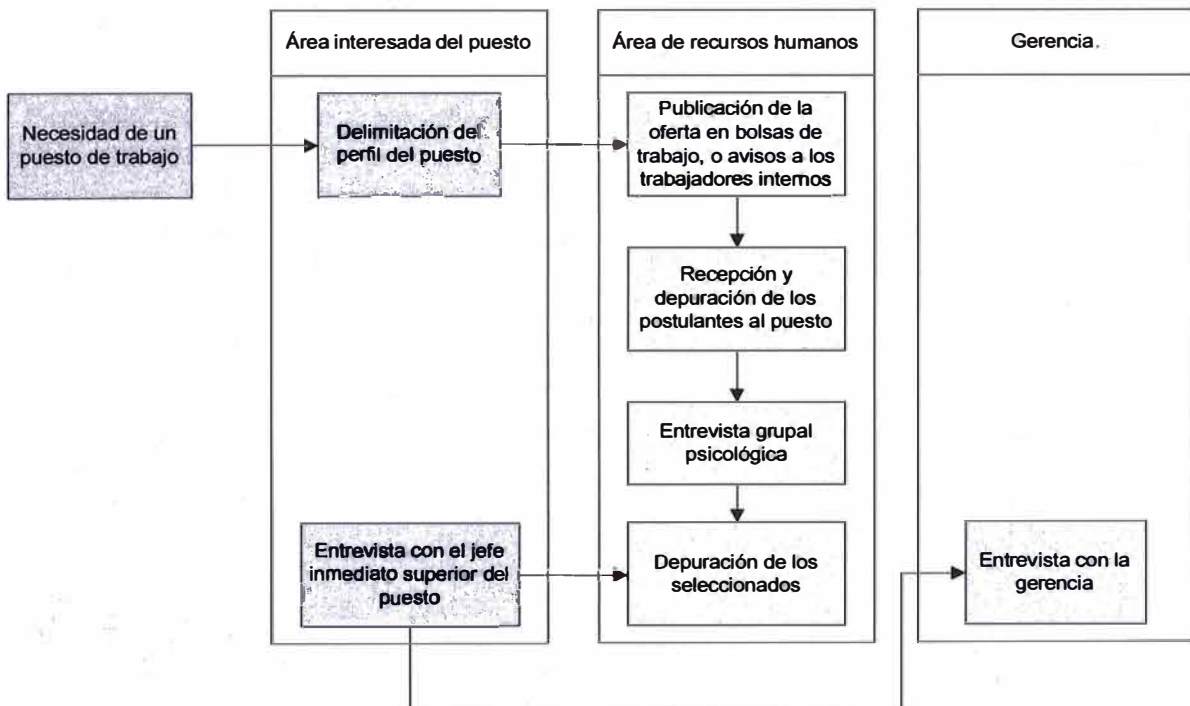 Área interesada del puesto
Área de recursos humanos
Gerencia.
Necesidad de un
puesto de trabajo
Delimitación del
perfil del puesto
Publicación de la
oferta en bolsas de
trabajo, o avisos a los
trabajadores internos
Recepción y
depuración de los
postulantes al puesto
Entrevista grupal
psicológica
Entrevista con el jefe
inmediato superior del
puesto
Depuración de los
seleccionados
Entrevista con la
gerencia